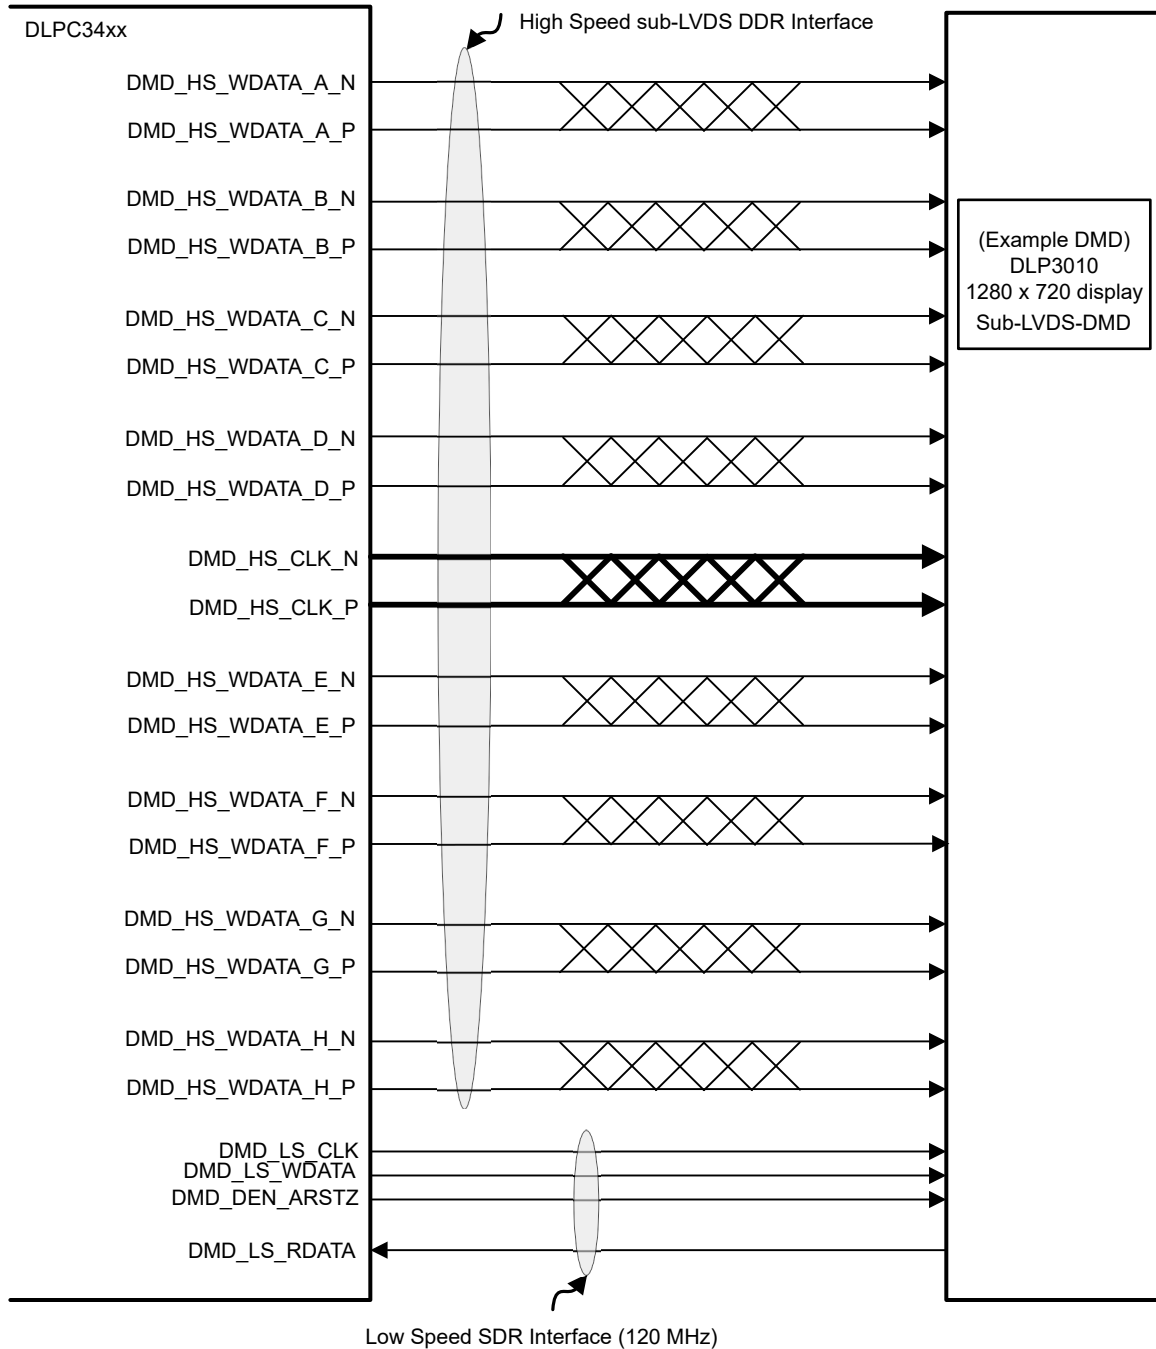 High Speed sub-LVDS DDR Interface
DLPC34xx
DMD_HS_WDATA_A_N
DMD_HS_WDATA_A_P
DMD_HS_WDATA_B_N
DMD_HS_WDATA_B_P
(Example DMD)
DLP3010
1280 x 720 display
Sub-LVDS-DMD
DMD_HS_WDATA_C_N
DMD_HS_WDATA_C_P
DMD_HS_WDATA_D_N
DMD_HS_WDATA_D_P
DMD_HS_CLK_N
DMD_HS_CLK_P
DMD_HS_WDATA_E_N
DMD_HS_WDATA_E_P
DMD_HS_WDATA_F_N
DMD_HS_WDATA_F_P
DMD_HS_WDATA_G_N
DMD_HS_WDATA_G_P
DMD_HS_WDATA_H_N
DMD_HS_WDATA_H_P
DMD_LS_CLK
DMD_LS_WDATA
DMD_DEN_ARSTZ
DMD_LS_RDATA
Low Speed SDR Interface (120 MHz)